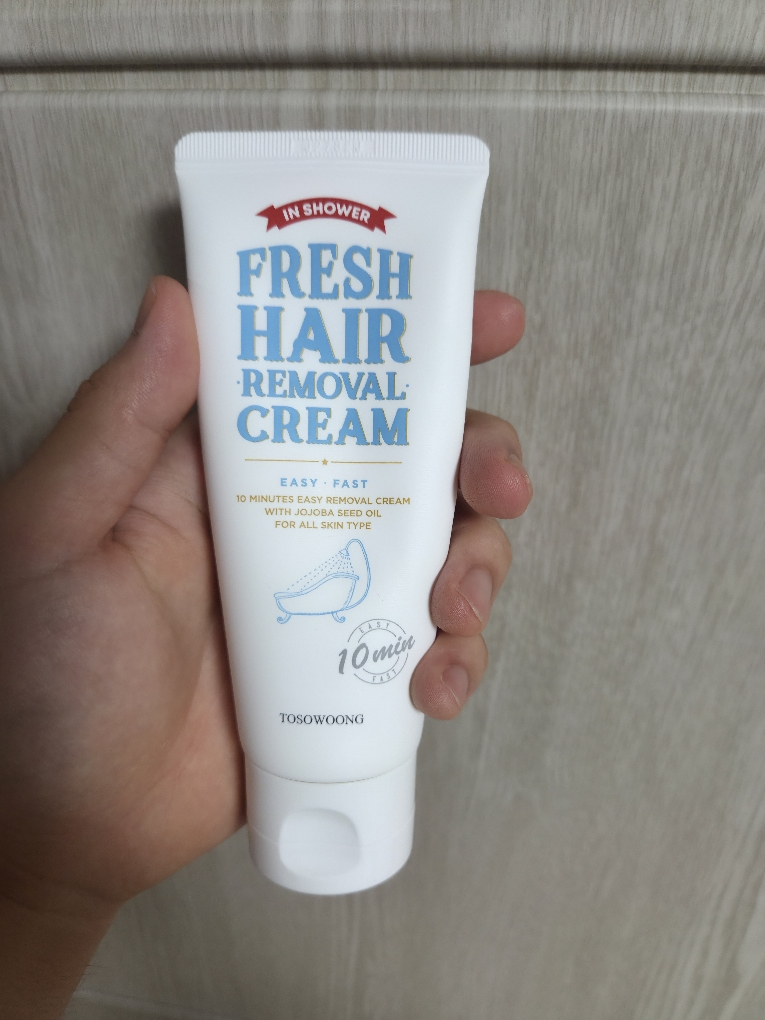 IN SHOWER
FRESH
HAIR
·REMOVAL·
CREAM
EASY · FAST
10 MINUTES EASY REMOVAL CREAM
WITH JOJOBA SEED OIL
FOR ALL SKIN TYPE
EASY
10 min
FAST
TOSOWOONG